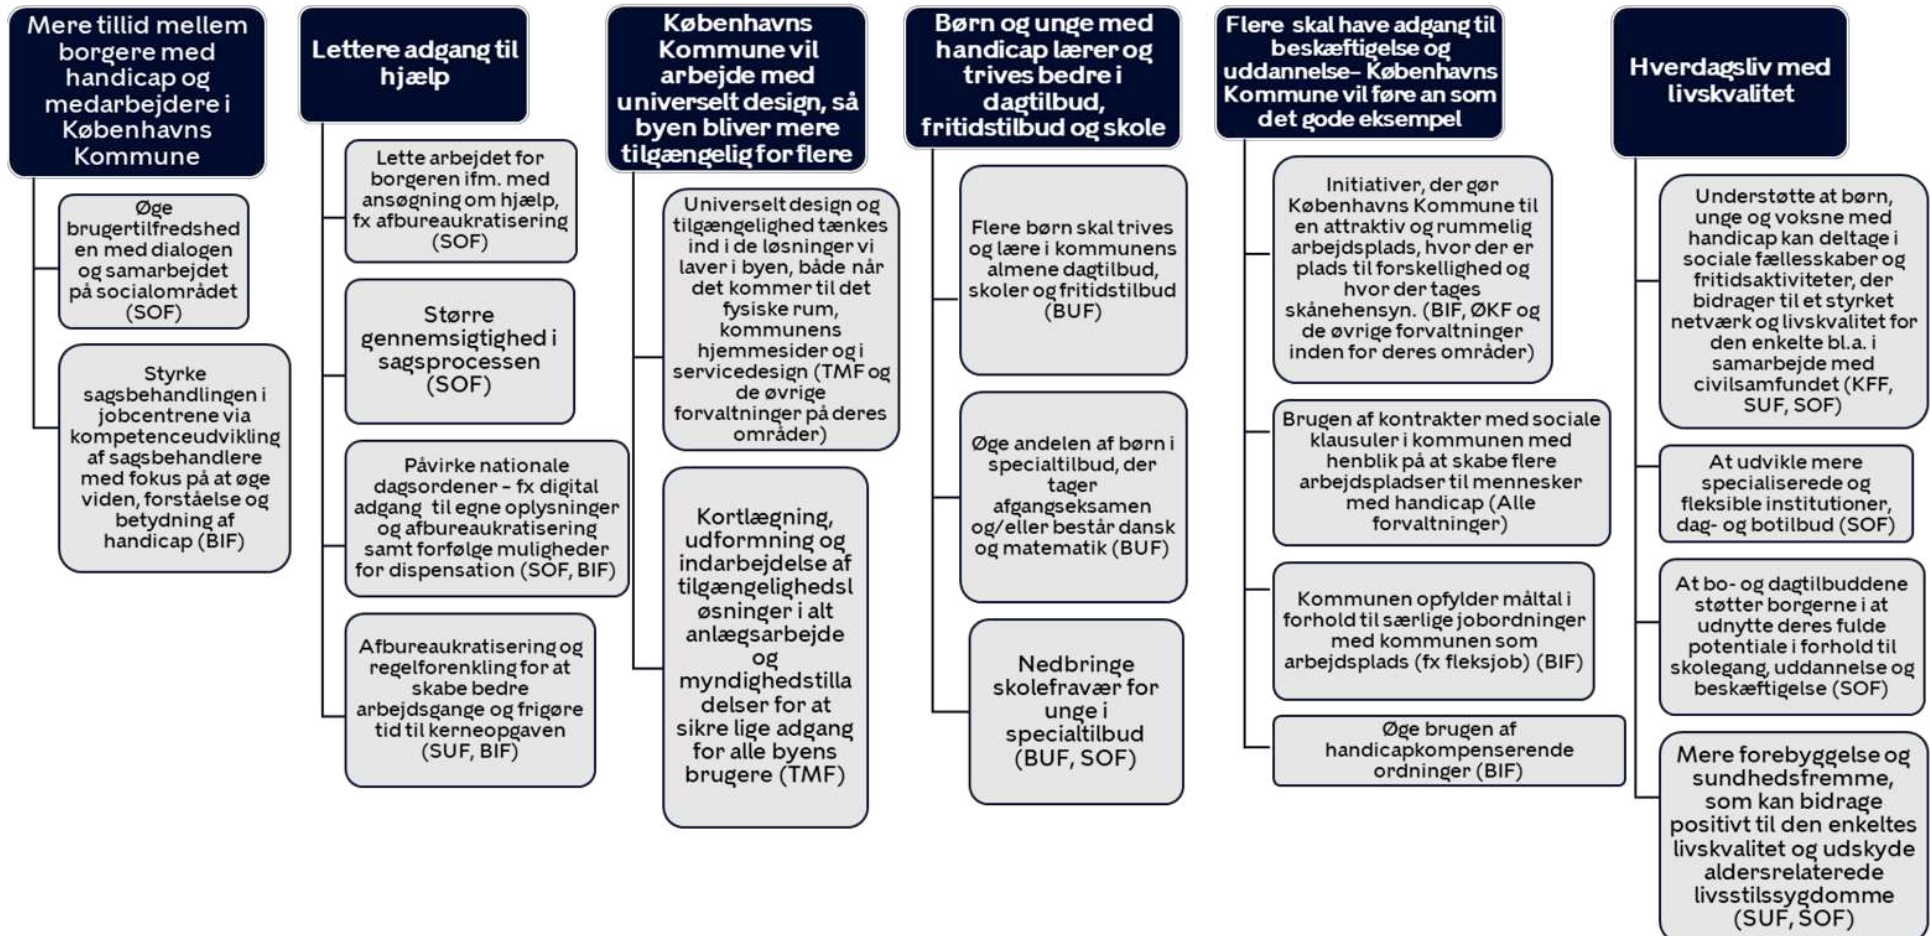 Mere tillid mellem
borgere med
handicap og
medarbejdere i
Københavns
Kommune
Øge
brugertilfredshed
en med dialogen
og samarbejdet
på socialområdet
(SOF)
Styrke
sagsbehandlingen i
jobcentrene via
kompetenceudvikling
af sagsbehandlere
med fokus på at øge
viden, forståelse og
betydning af
handicap (BIF)
Lettere adgang til
hjælp
Lette arbejdet for
borgeren ifm. med
ansøgning om hjælp,
fx afbureaukratisering
(SOF)
Større
gennemsigtighed i
sagsprocessen
(SOF)
Påvirke nationale
dagsordener – fx digital
adgang til egne oplysninger
og afbureaukratisering
samt forfølge muligheder
for dispensation (SOF, BIF)
Afbureaukratisering og
regelforenkling for at
skabe bedre
arbejdsgange og frigøre
tid til kerneopgaven
(SUF, BIF)
Københavns
Kommune vil
arbejde med
universelt design, så
byen bliver mere
tilgængelig for flere
Universelt design og
tilgængelighed tænkes
ind i de løsninger vi
laver i byen, både når
det kommer til det
fysiske rum,
kommunens
hjemmesider og i
servicedesign (TMF og
de øvrige
forvaltninger på deres
områder)
Kortlægning,
udformning og
indarbejdelse af
tilgængelighedsl
øsninger i alt
anlægsarbejde
og
myndighedstilla
delser for at
sikre lige adgang
for alle byens
brugere (TMF)
Børn og unge med
handicap lærer og
trives bedre i
dagtilbud,
fritidstilbud og skole
Flere børn skal trives
og lære i kommunens
almene dagtilbud,
skoler og fritidstilbud
(BUF)
Øge andelen af børn i
specialtilbud, der
tager
afgangseksamen
og/eller består dansk
og matematik (BUF)
Nedbringe
skolefravær for
unge i
specialtilbud
(BUF, SOF)
Flere skal have adgang til
beskæftigelse og
uddannelse– Københavns
Kommune vil føre an som
det gode eksempel
Initiativer, der gør
Københavns Kommune til
en attraktiv og rummelig
arbejdsplads, hvor der er
plads til forskellighed og
hvor der tages
skånehensyn. (BIF, ØKF og
de øvrige forvaltninger
inden for deres områder)
Brugen af kontrakter med sociale
klausuler i kommunen med
henblik på at skabe flere
arbejdspladser til mennesker
med handicap (Alle
forvaltninger)
Kommunen opfylder måltal i
forhold til særlige jobordninger
med kommunen som
arbejdsplads (fx fleksjob) (BIF)
Øge brugen af
handicapkompenserende
ordninger (BIF)
Hverdagsliv med
livskvalitet
Understøtte at børn,
unge og voksne med
handicap kan deltage i
sociale fællesskaber og
fritidsaktiviteter, der
bidrager til et styrket
netværk og livskvalitet for
den enkelte bl.a. i
samarbejde med
civilsamfundet (KFF,
SUF, SOF)
At udvikle mere
specialiserede og
fleksible institutioner,
dag- og botilbud (SOF)
At bo- og dagtilbuddene
støtter borgerne i at
udnytte deres fulde
potentiale i forhold til
skolegang, uddannelse og
beskæftigelse (SOF)
Mere forebyggelse og
sundhedsfremme,
som kan bidrage
positivt til den enkeltes
livskvalitet og udskyde
aldersrelaterede
livsstilssygdomme
(SUF, SOF)